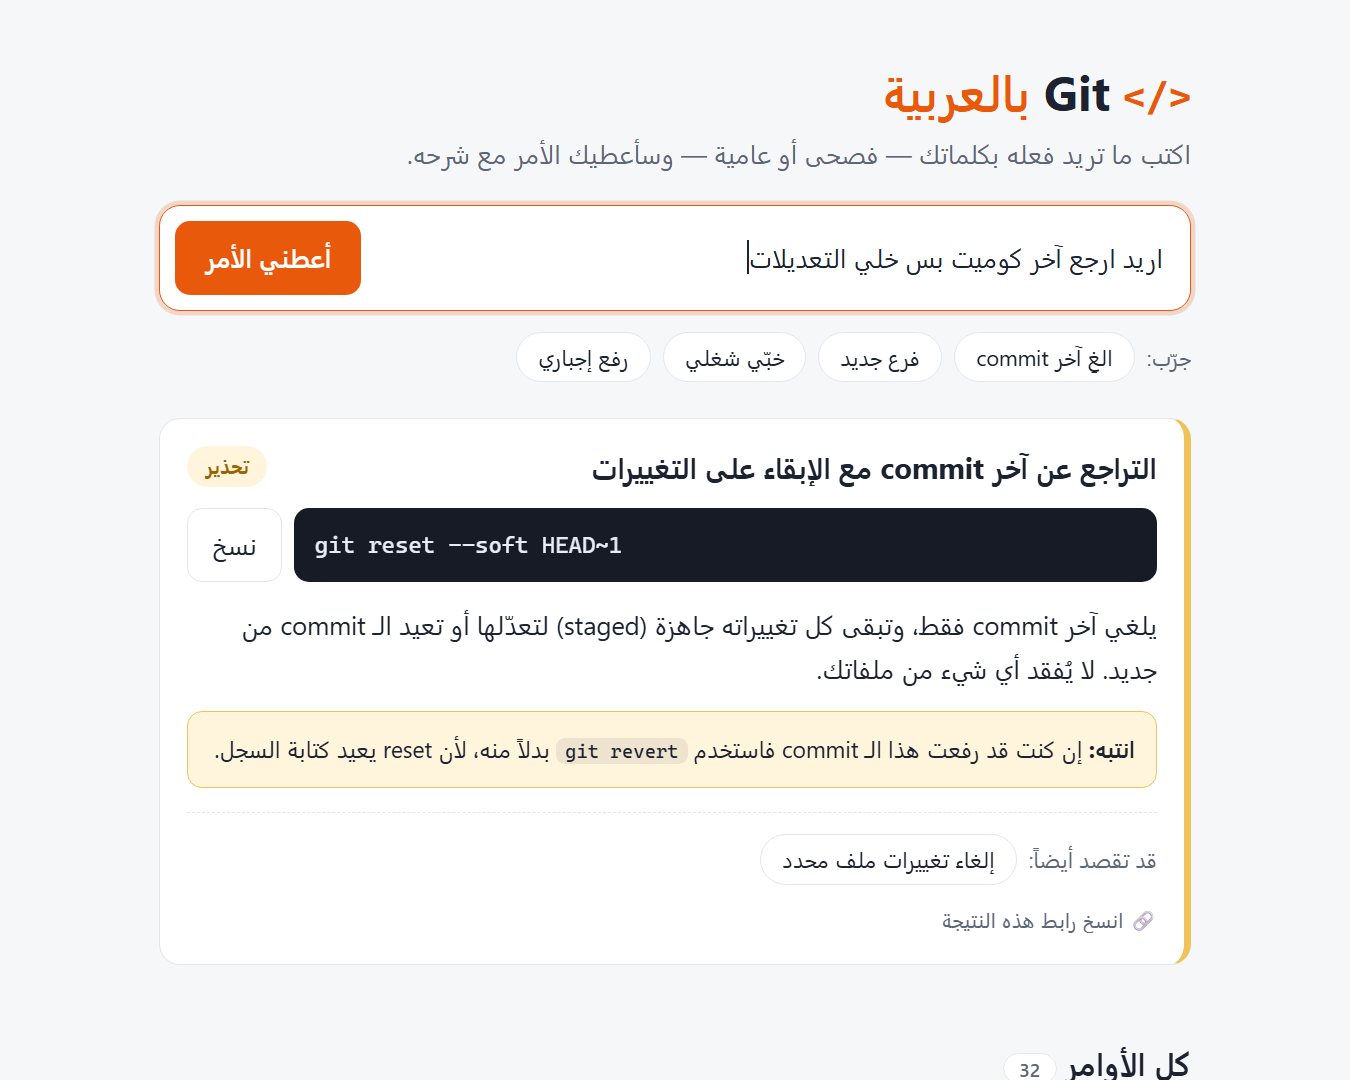 </> Git بالعربية
اكتب ما تريد فعله بكلماتك — فصحى أو عامية — وسأعطيك الأمر مع شرحه.
اريد ارجع آخر كوميت بس خلي التعديلات
أعطني الأمر
جرّب: الغِ آخر commit فرع جديد خبّي شغلي رفع إجباري
التراجع عن آخر commit مع الإبقاء على التغييرات
تحذير
git reset --soft HEAD~1
نسخ
يلغي آخر commit فقط، وتبقى كل تغييراته جاهزة (staged) لتعدّلها أو تعيد الـ commit من
جديد. لا يُفقد أي شيء من ملفاتك.
انتبه: إن كنت قد رفعت هذا الـ commit فاستخدم git revert بدلاً منه، لأن reset يعيد كتابة السجل.
قد تقصد أيضاً: إلغاء تغييرات ملف محدد
انسخ رابط هذه النتيجة
كل الأوامر 32